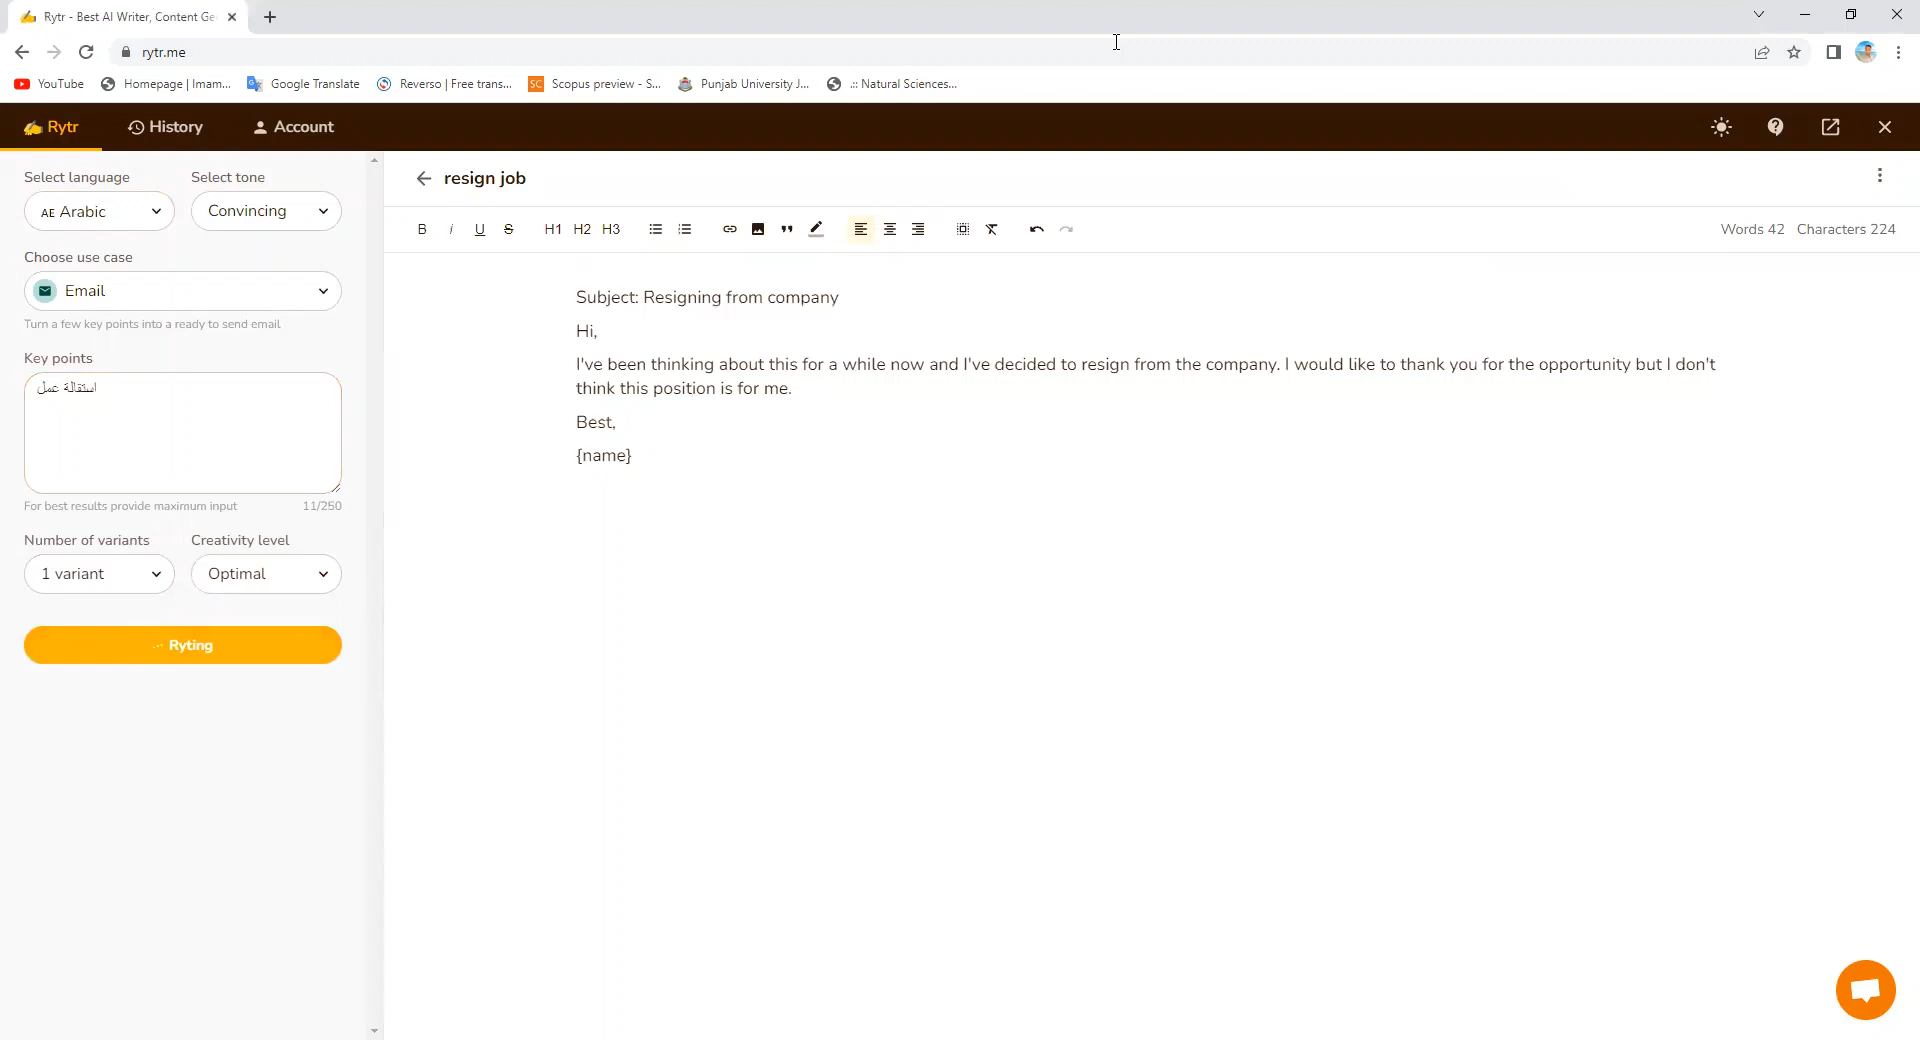 Rytr - Best AI Writer, Content Ge
rytr.me
YouTube
Homepage | Imam...
Google Translate
Reverso | Free trans...
SC Scopus preview - S...
Punjab University J...
.:: Natural Sciences...
Rytr
History
Account
Select language
Select tone
AE Arabic
Convincing
Choose use case
Email
Turn a few key points into a ready to send email
Key points
استقالة عمل
For best results provide maximum input
11/250
Number of variants
Creativity level
1 variant
Optimal
Ryting
resign job
B i U S H1 H2 H3
Words 42 Characters 224
Subject: Resigning from company
Hi,
I've been thinking about this for a while now and I've decided to resign from the company. I would like to thank you for the opportunity but I don't
think this position is for me.
Best,
{name}